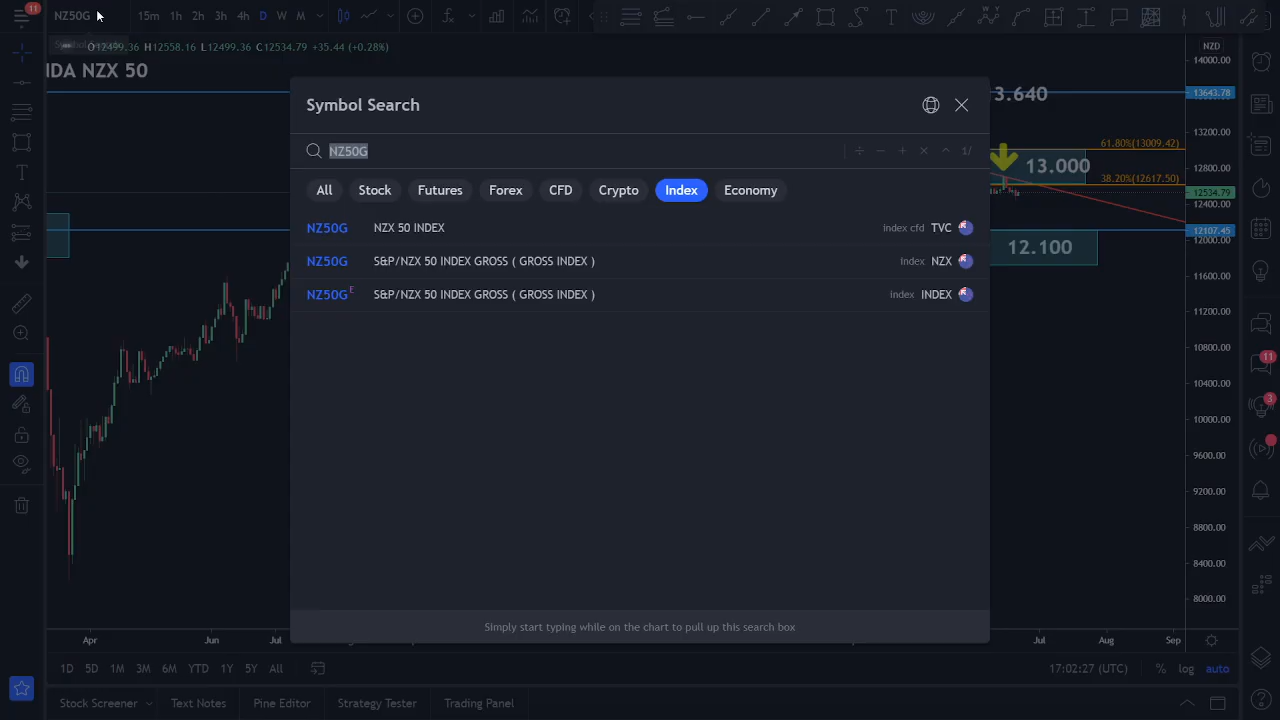 11
NZ50G
15m 1h 2h 3h 4h D W M
O12499.36 H12558.16 L12499.36 C12534.79 +35.44 (+0.28%)
NZD
IDA NZX 50
14000.00
13643.78
13200.00
12800.00
12534.79
12400.00
12107.45
12000.00
11600.00
11200.00
10800.00
10400.00
10000.00
9600.00
9200.00
8800.00
8400.00
8000.00
3.640
61.80%(13009.42)
13.000
38.20%(12617.50)
12.100
Symbol Search
NZ50G
÷ − + × ^ 1/
All Stock Futures Forex CFD Crypto Index Economy
NZ50G NZX 50 INDEX index cfd TVC
NZ50G S&P/NZX 50 INDEX GROSS ( GROSS INDEX ) index NZX
NZ50G E S&P/NZX 50 INDEX GROSS ( GROSS INDEX ) index INDEX
Simply start typing while on the chart to pull up this search box
11
3
Apr Jun Jul Jul Aug Sep
1D 5D 1M 3M 6M YTD 1Y 5Y All
17:02:27 (UTC) % log auto
Stock Screener Text Notes Pine Editor Strategy Tester Trading Panel